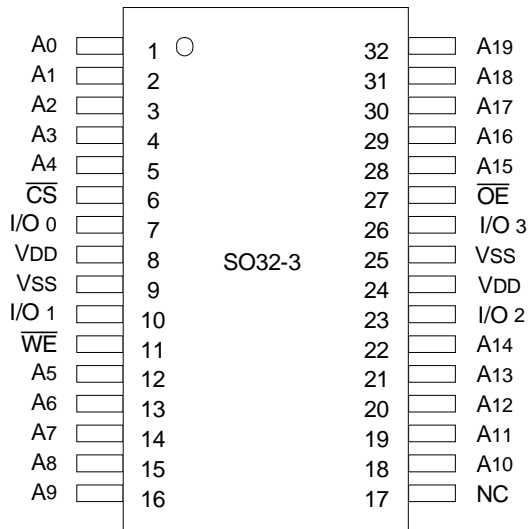 A0 1 32 A19
A1 2 31 A18
A2 3 30 A17
A3 4 29 A16
A4 5 28 A15
C̅S̅ 6 27 O̅E̅
I/O 0 7 26 I/O 3
VDD 8 SO32-3 25 VSS
VSS 9 24 VDD
I/O 1 10 23 I/O 2
W̅E̅ 11 22 A14
A5 12 21 A13
A6 13 20 A12
A7 14 19 A11
A8 15 18 A10
A9 16 17 NC